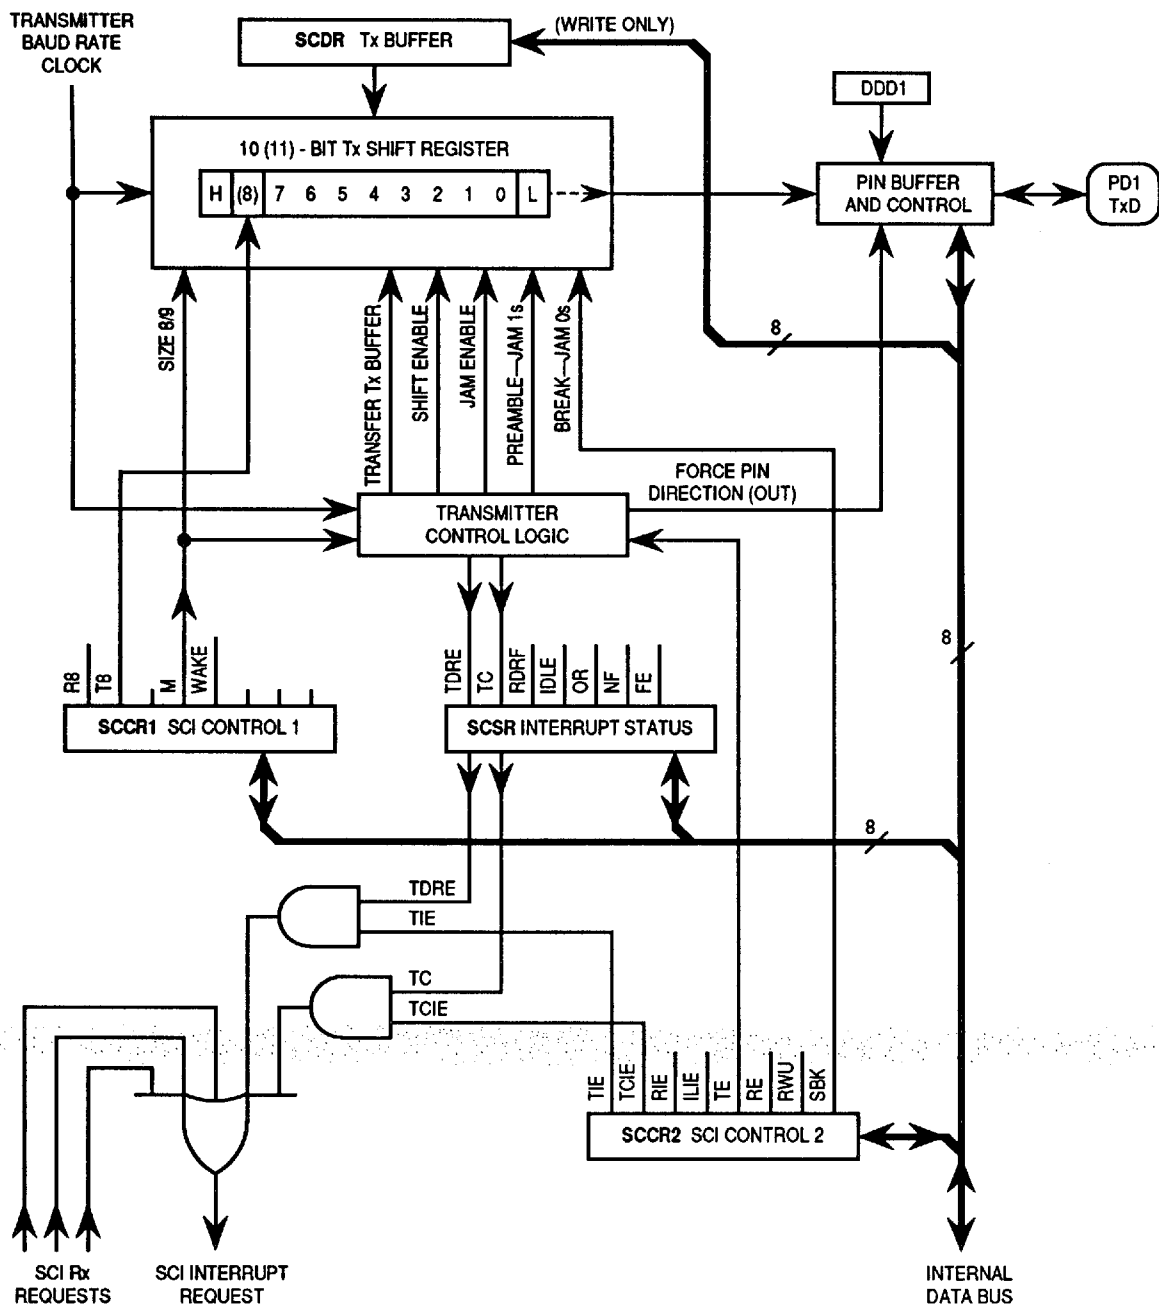 TRANSMITTER
BAUD RATE
CLOCK
SCDR Tx BUFFER
(WRITE ONLY)
DDD1
10 (11) - BIT Tx SHIFT REGISTER
H (8) 7 6 5 4 3 2 1 0 L
PIN BUFFER
AND CONTROL
PD1
TxD
SIZE 8/9
TRANSFER Tx BUFFER
SHIFT ENABLE
JAM ENABLE
PREAMBLE—JAM 1s
BREAK—JAM 0s
8
FORCE PIN
DIRECTION (OUT)
TRANSMITTER
CONTROL LOGIC
8
R8
T8
M
WAKE
TDRE
TC
RDRF
IDLE
OR
NF
FE
SCCR1 SCI CONTROL 1
SCSR INTERRUPT STATUS
8
TDRE
TIE
TC
TCIE
TIE
TCIE
RIE
ILIE
TE
RE
RWU
SBK
SCCR2 SCI CONTROL 2
SCI Rx
REQUESTS
SCI INTERRUPT
REQUEST
INTERNAL
DATA BUS